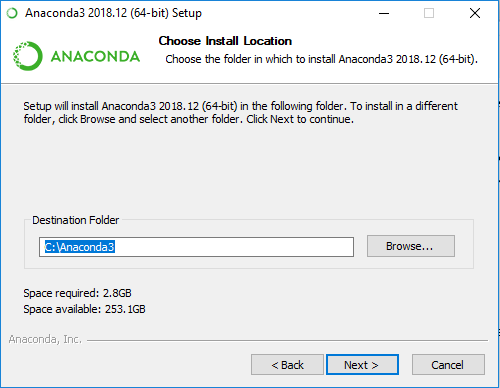 Anaconda3 2018.12 (64-bit) Setup
ANACONDA
Choose Install Location
Choose the folder in which to install Anaconda3 2018.12 (64-bit).
Setup will install Anaconda3 2018.12 (64-bit) in the following folder. To install in a different
folder, click Browse and select another folder. Click Next to continue.
Destination Folder
C:\Anaconda3
Browse...
Space required: 2.8GB
Space available: 253.1GB
Anaconda, Inc.
< Back
Next >
Cancel